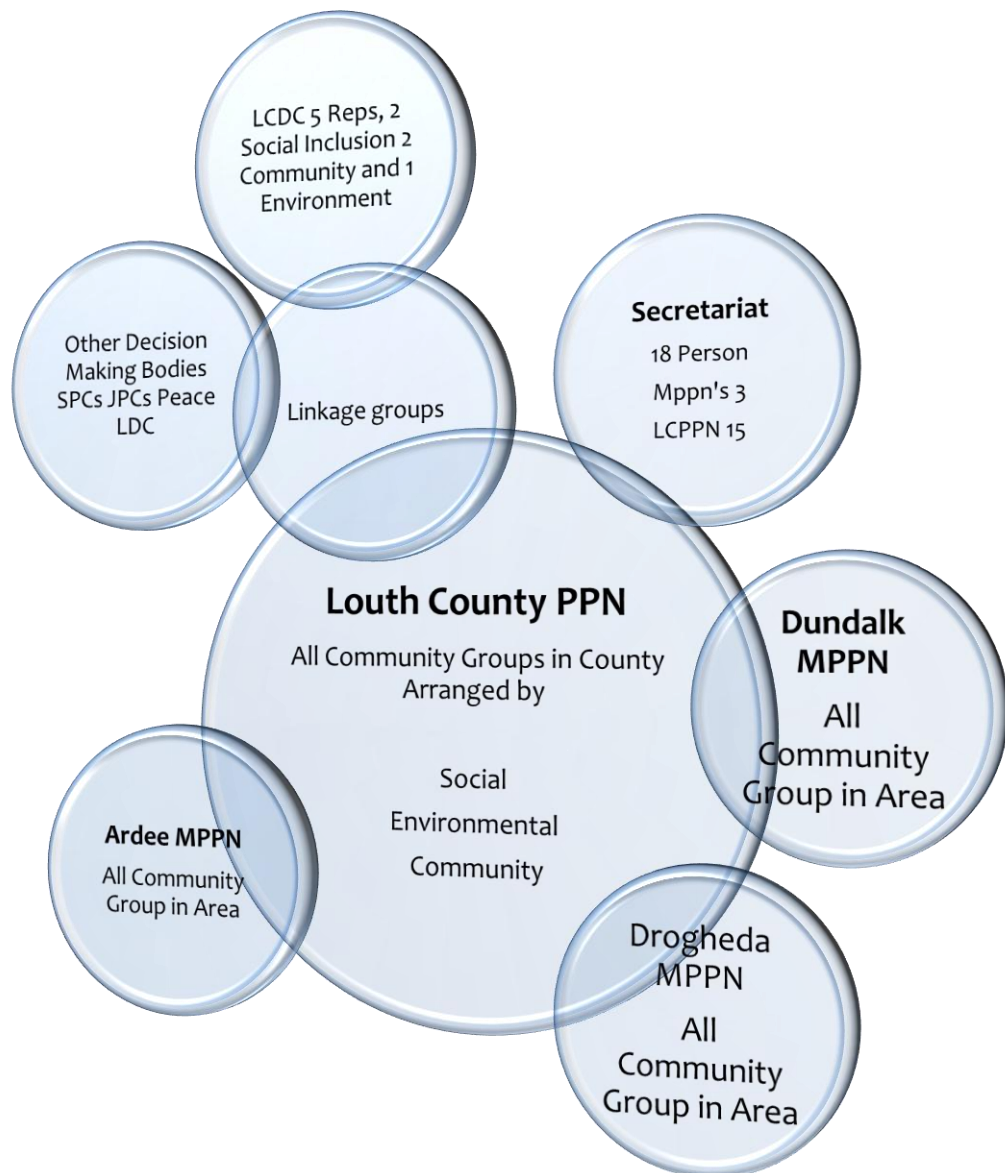 LCDC 5 Reps, 2
Social Inclusion 2
Community and 1
Environment
Other Decision
Making Bodies
SPCs JPCs Peace
LDC
Linkage groups
Secretariat
18 Person
Mppn's 3
LCPPN 15
Louth County PPN
All Community Groups in County
Arranged by
Social
Environmental
Community
Dundalk
MPPN
All
Community
Group in Area
Ardee MPPN
All Community
Group in Area
Drogheda
MPPN
All
Community
Group in Area